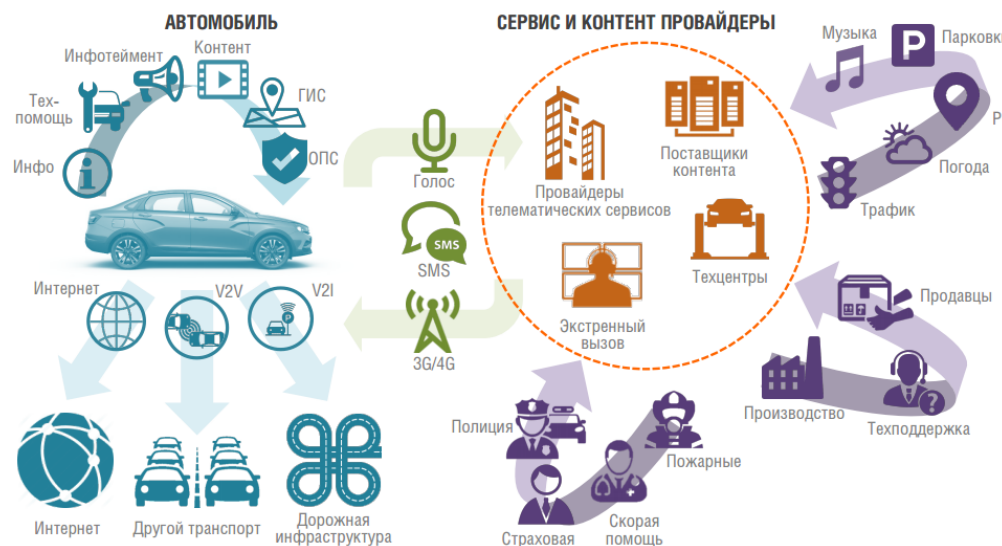 АВТОМОБИЛЬ
СЕРВИС И КОНТЕНТ ПРОВАЙДЕРЫ
Инфотеймент
Контент
Тех-
помощь
ГИС
Инфо
ОПС
Интернет
V2V
V2I
Интернет
Другой транспорт
Дорожная
инфраструктура
Голос
SMS
SMS
3G/4G
Провайдеры
телематических сервисов
Поставщики
контента
Техцентры
Экстренный
вызов
Музыка
P
Парковки
Погода
Трафик
Продавцы
Производство
Техподдержка
Полиция
Пожарные
Скорая
помощь
Страховая